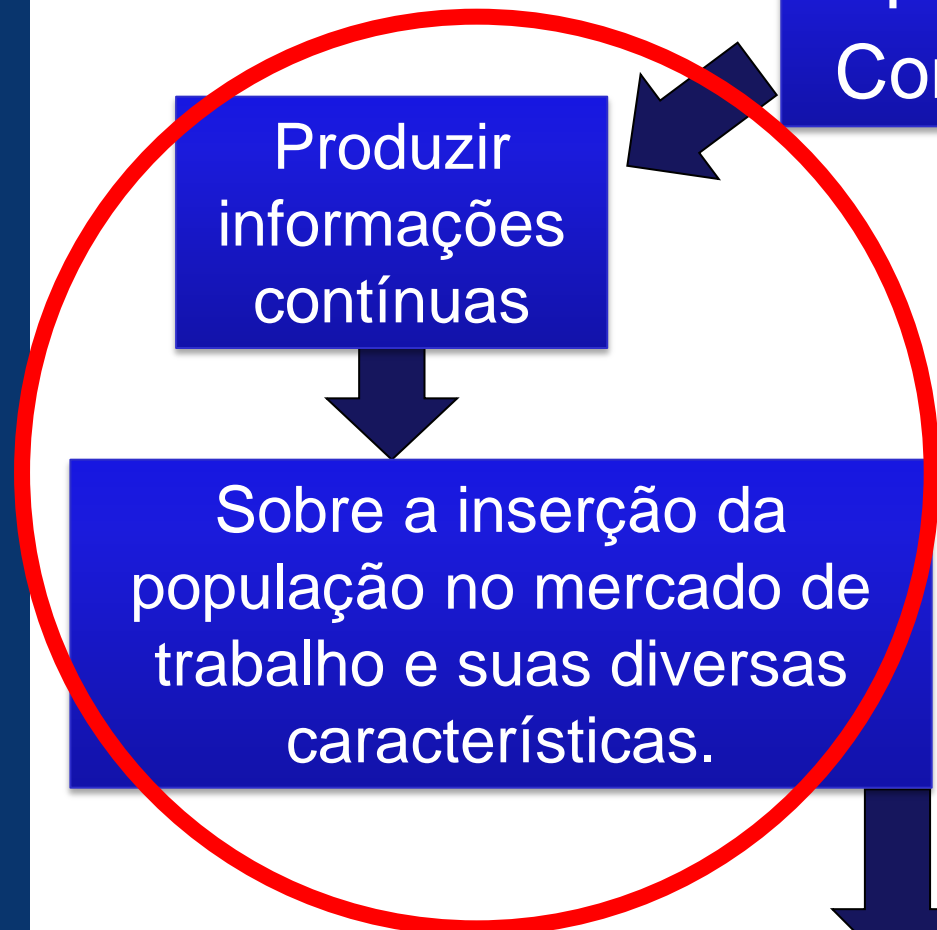 Produzir
informações
contínuas
Sobre a inserção da
população no mercado de
trabalho e suas diversas
características.